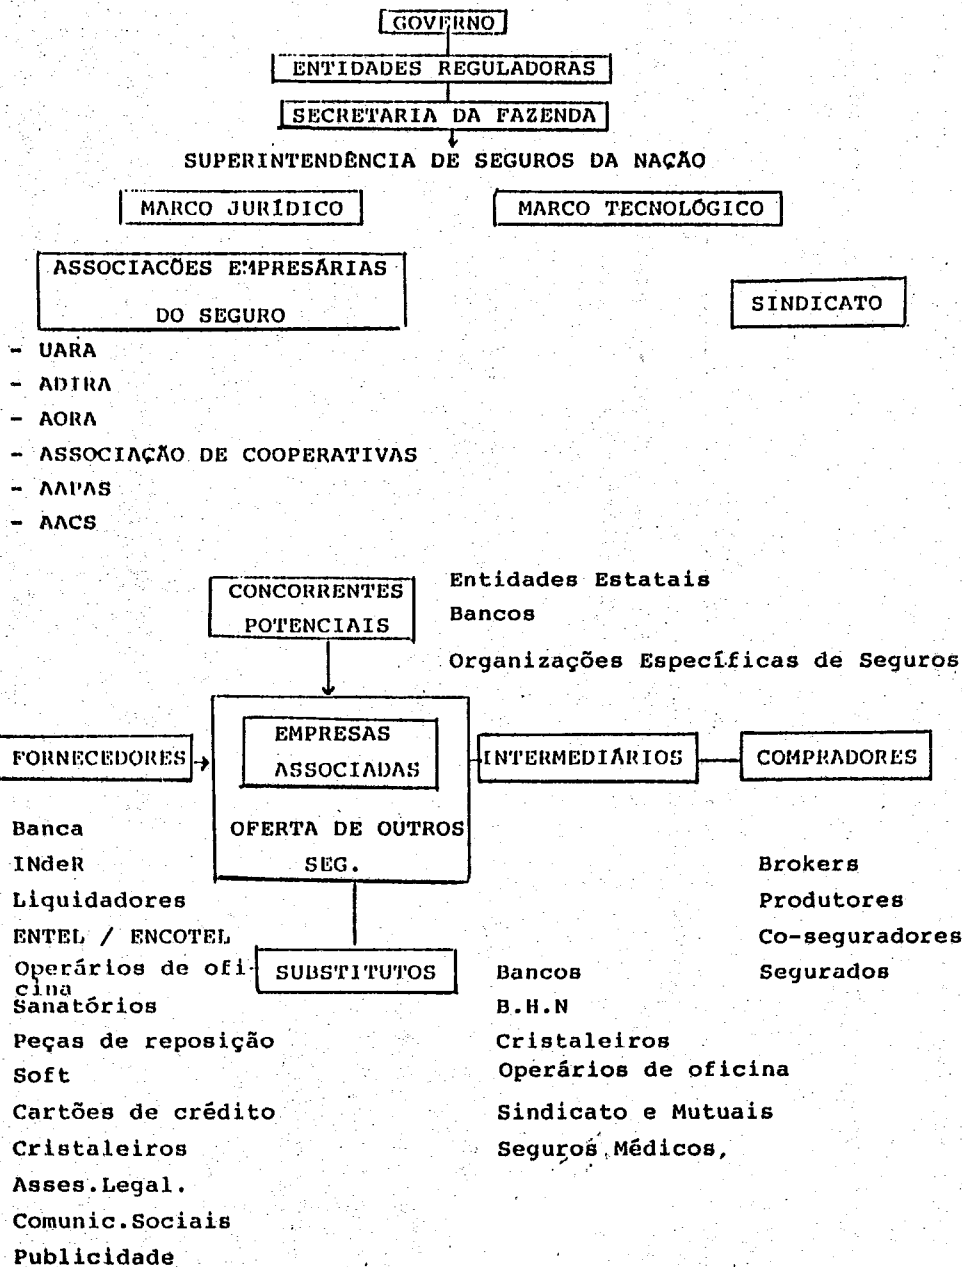 GOVERNO
ENTIDADES REGULADORAS
SECRETARIA DA FAZENDA
SUPERINTENDÊNCIA DE SEGUROS DA NAÇÃO
MARCO JURÍDICO
MARCO TECNOLÓGICO
ASSOCIACÕES EMPRESÁRIAS
DO SEGURO
SINDICATO
- UARA
- ADIRA
- AORA
- ASSOCIAÇÃO DE COOPERATIVAS
- AAPAS
- AACS
CONCORRENTES
POTENCIAIS
Entidades Estatais
Bancos
Organizações Específicas de Seguros
FORNECEDORES
EMPRESAS
ASSOCIADAS
OFERTA DE OUTROS
SEG.
INTERMEDIÁRIOS
COMPRADORES
Banca
INdeR
Liquidadores
ENTEL / ENCOTEL
Operários de ofi-
cina
Sanatórios
Peças de reposição
Soft
Cartões de crédito
Cristaleiros
Asses.Legal.
Comunic.Sociais
Publicidade
SUBSTITUTOS
Bancos
B.H.N
Cristaleiros
Operários de oficina
Sindicato e Mutuais
Seguros Médicos,
Brokers
Produtores
Co-seguradores
Segurados